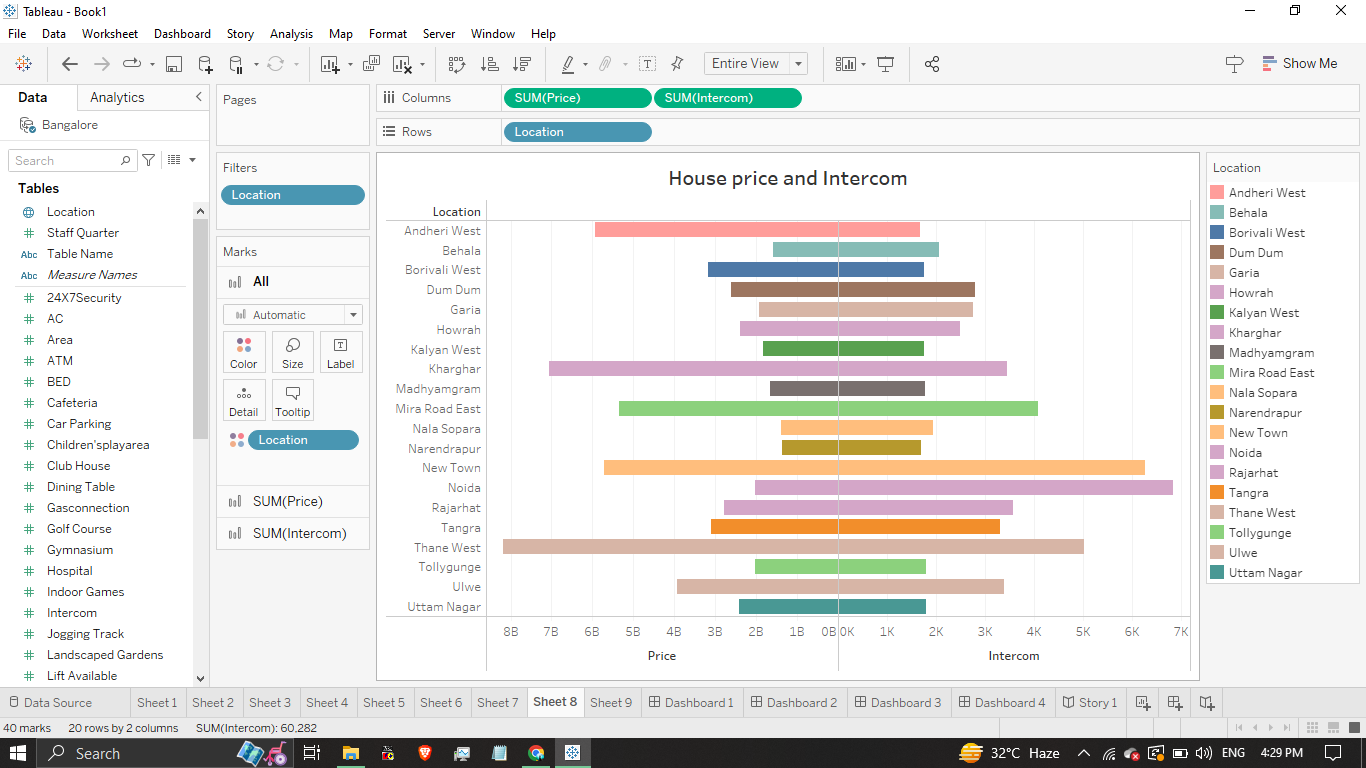 Tableau - Book1
File Data Worksheet Dashboard Story Analysis Map Format Server Window Help
Entire View
Show Me
Data Analytics
Bangalore
Search
Tables
Location
Staff Quarter
Abc Table Name
Abc Measure Names
24X7Security
AC
Area
ATM
BED
Cafeteria
Car Parking
Children'splayarea
Club House
Dining Table
Gasconnection
Golf Course
Gymnasium
Hospital
Indoor Games
Intercom
Jogging Track
Landscaped Gardens
Lift Available
Pages
Filters
Location
Marks
All
Automatic
Color Size Label
Detail Tooltip
Location
SUM(Price)
SUM(Intercom)
Columns SUM(Price) SUM(Intercom)
Rows Location
House price and Intercom
Location
Andheri West
Behala
Borivali West
Dum Dum
Garia
Howrah
Kalyan West
Kharghar
Madhyamgram
Mira Road East
Nala Sopara
Narendrapur
New Town
Noida
Rajarhat
Tangra
Thane West
Tollygunge
Ulwe
Uttam Nagar
8B 7B 6B 5B 4B 3B 2B 1B 0B 0K 1K 2K 3K 4K 5K 6K 7K
Price Intercom
Location
Andheri West
Behala
Borivali West
Dum Dum
Garia
Howrah
Kalyan West
Kharghar
Madhyamgram
Mira Road East
Nala Sopara
Narendrapur
New Town
Noida
Rajarhat
Tangra
Thane West
Tollygunge
Ulwe
Uttam Nagar
Data Source Sheet 1 Sheet 2 Sheet 3 Sheet 4 Sheet 5 Sheet 6 Sheet 7 Sheet 8 Sheet 9 Dashboard 1 Dashboard 2 Dashboard 3 Dashboard 4 Story 1
40 marks 20 rows by 2 columns SUM(Intercom): 60,282
Search
32°C Haze ENG 4:29 PM